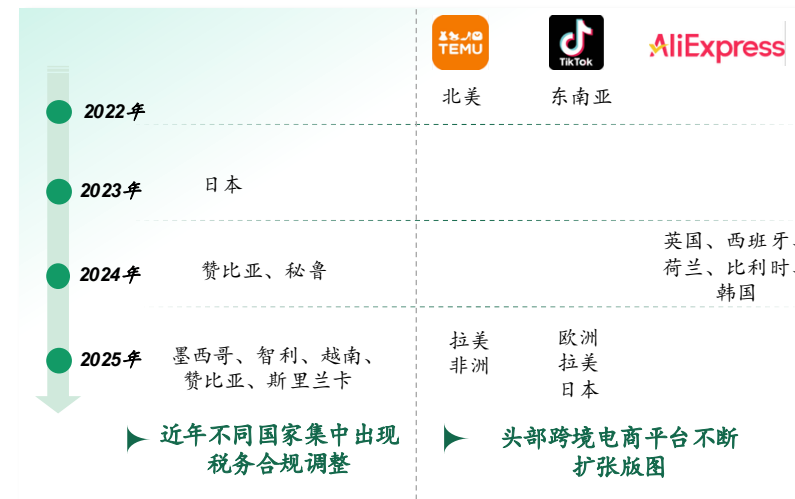 TEMU
TikTok
AliExpress
2022年
北美
东南亚
2023年
日本
2024年
赞比亚、秘鲁
英国、西班牙、
荷兰、比利时、
韩国
2025年
墨西哥、智利、越南、
赞比亚、斯里兰卡
拉美
非洲
欧洲
拉美
日本
近年不同国家集中出现
税务合规调整
头部跨境电商平台不断
扩张版图